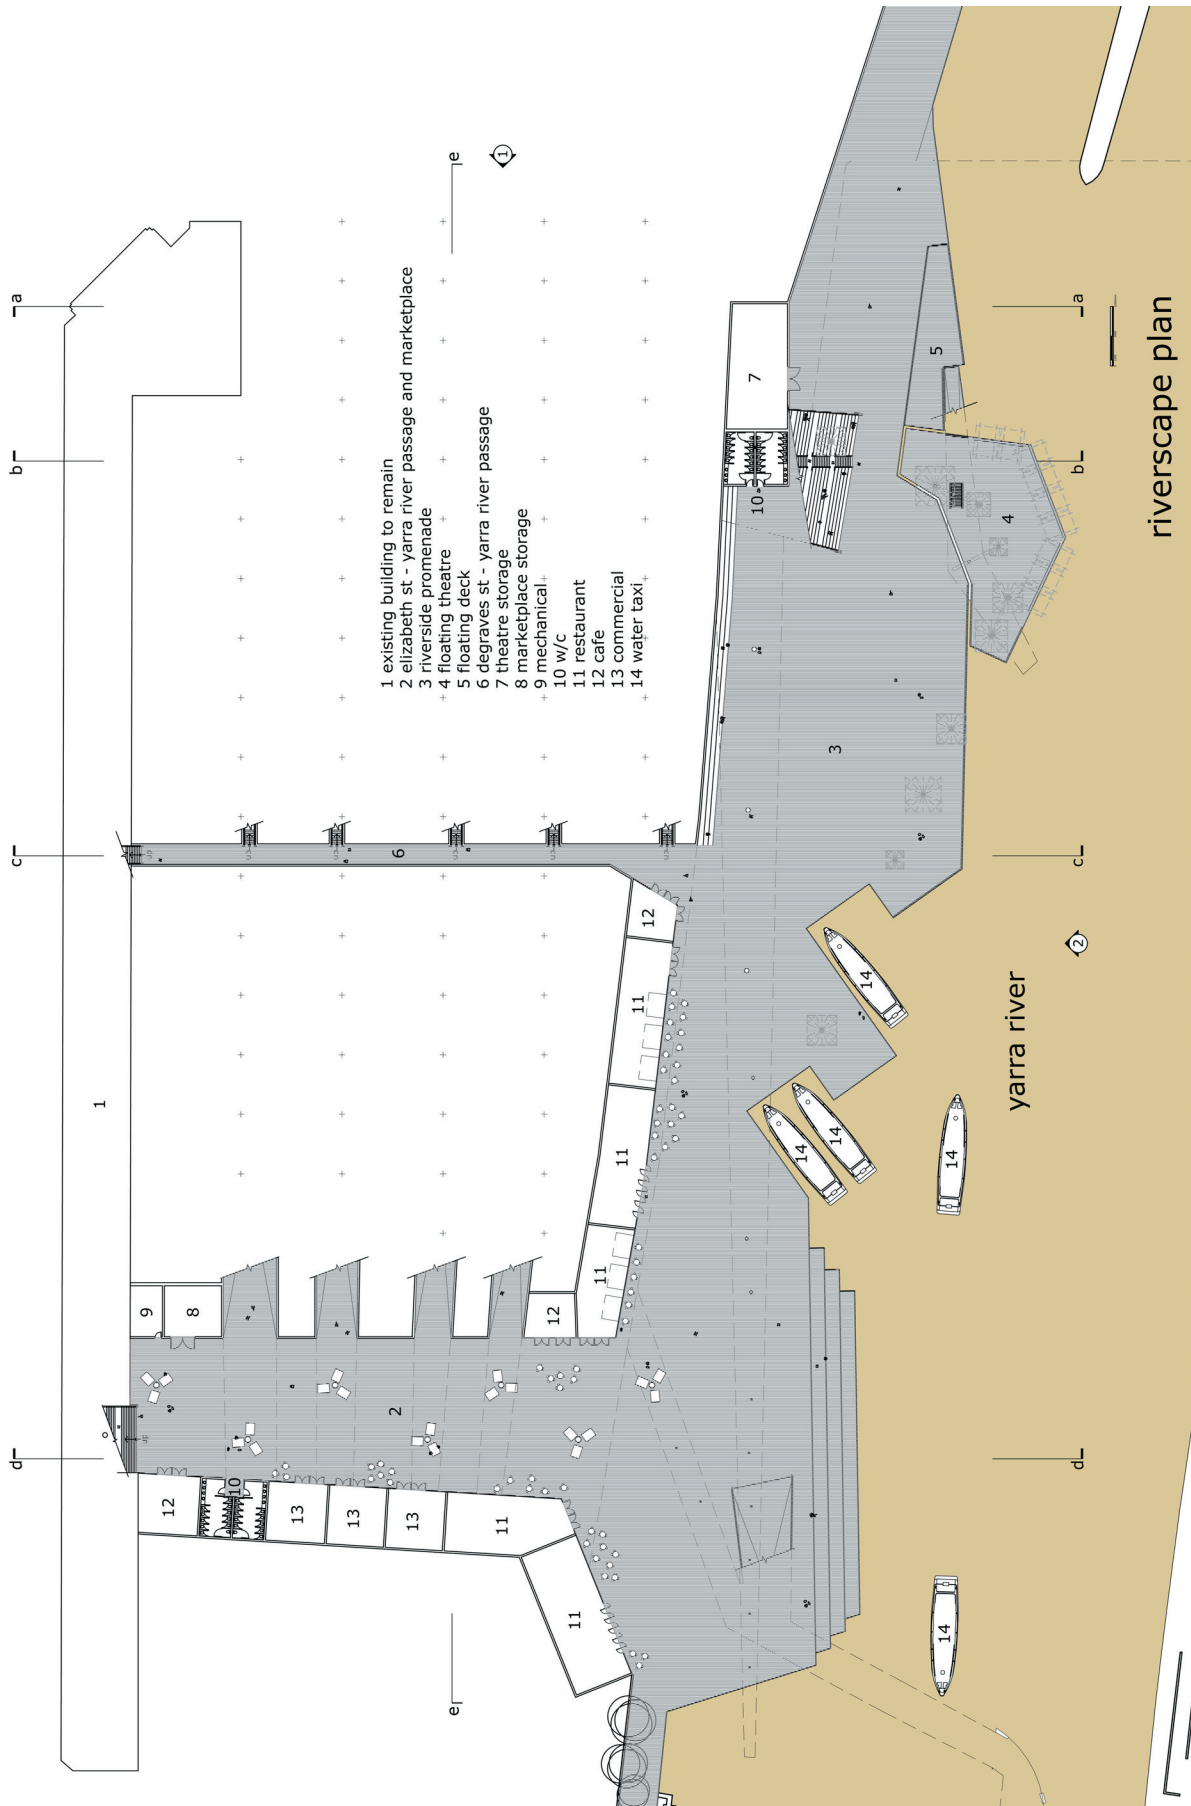 a
b
c
d
e
1
1 existing building to remain
2 elizabeth st - yarra river passage and marketplace
3 riverside promenade
4 floating theatre
5 floating deck
6 degraves st - yarra river passage
7 theatre storage
8 marketplace storage
9 mechanical
10 w/c
11 restaurant
12 cafe
13 commercial
14 water taxi
1
9
8
12
10
13
13
13
11
11
2
6
12
11
11
11
12
7
10
3
4
5
14
14
14
14
14
2
e
a
b
c
d
yarra river
riverscape plan
up
up